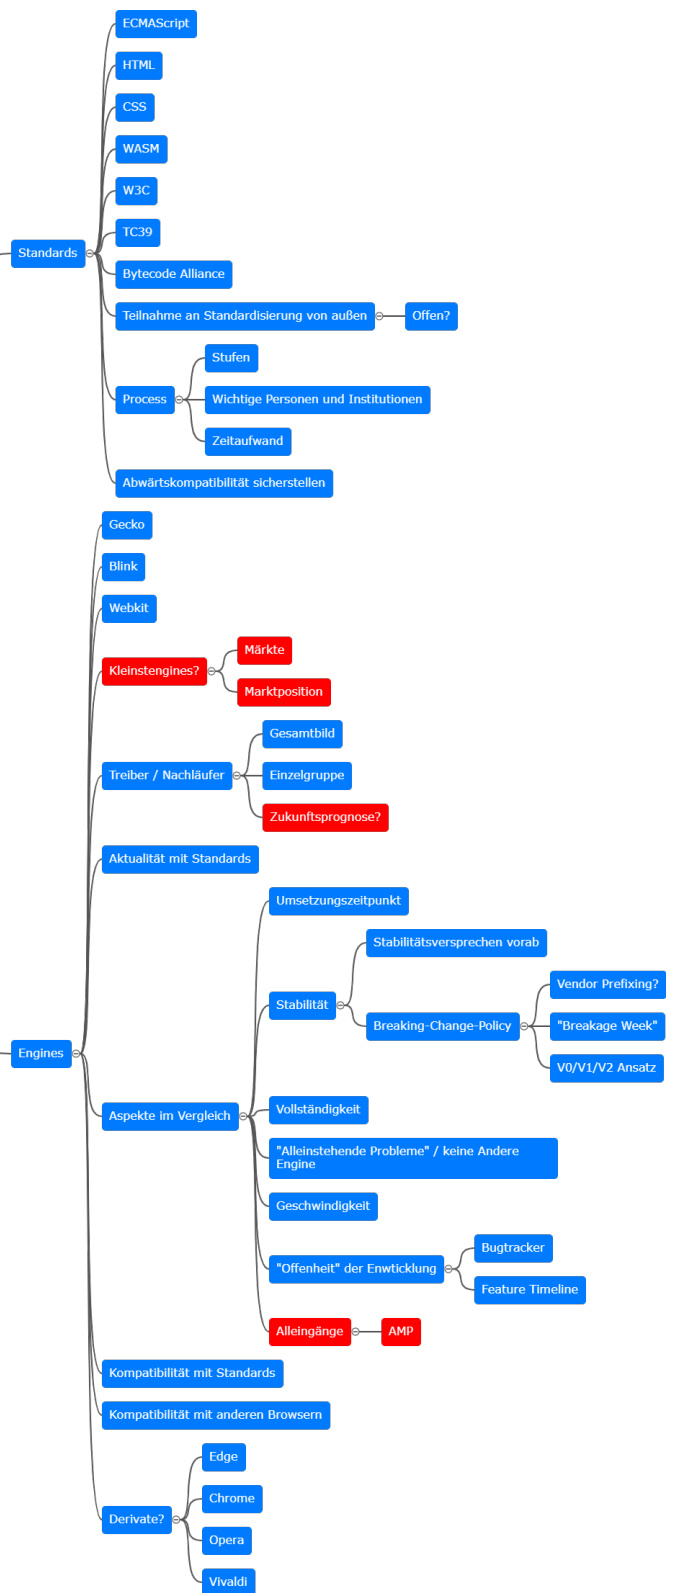 ECMAScript
HTML
CSS
WASM
W3C
TC39
Standards
Bytecode Alliance
Teilnahme an Standardisierung von außen
Offen?
Stufen
Process
Wichtige Personen und Institutionen
Zeitaufwand
Abwärtskompatibilität sicherstellen
Gecko
Blink
Webkit
Kleinstengines?
Märkte
Marktposition
Gesamtbild
Treiber / Nachläufer
Einzelgruppe
Zukunftsprognose?
Aktualität mit Standards
Umsetzungszeitpunkt
Stabilitätsversprechen vorab
Stabilität
Breaking-Change-Policy
Vendor Prefixing?
"Breakage Week"
V0/V1/V2 Ansatz
Engines
Aspekte im Vergleich
Vollständigkeit
"Alleinstehende Probleme" / keine Andere
Engine
Geschwindigkeit
"Offenheit" der Enwticklung
Bugtracker
Feature Timeline
Alleingänge
AMP
Kompatibilität mit Standards
Kompatibilität mit anderen Browsern
Edge
Chrome
Derivate?
Opera
Vivaldi